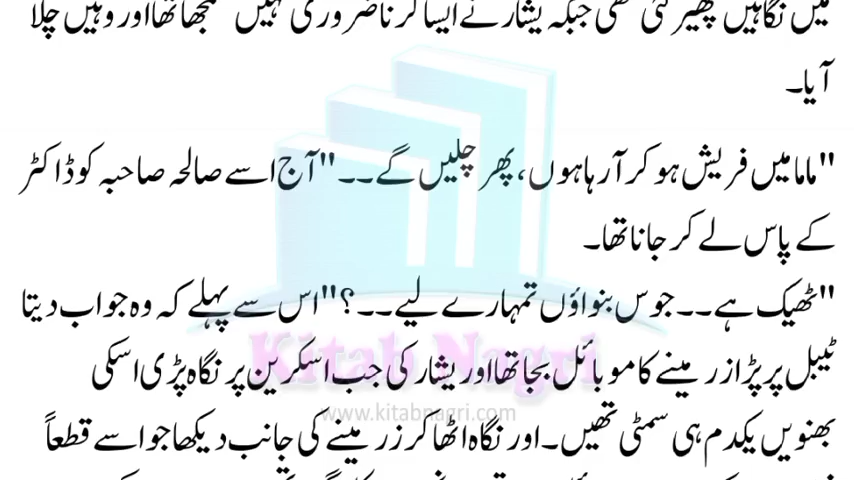 میں نگاہیں پھیر گئی تھی جبکہ یشار نے ایسا کرنا ضروری نہیں سمجھا تھا اور وہیں چلا
آیا۔
"ماما میں فریش ہو کر آرہا ہوں، پھر چلیں گے۔۔"آج اسے صالحہ صاحبہ کو ڈاکٹر
کے پاس لے کر جانا تھا۔
"ٹھیک ہے۔۔جوس بنواؤں تمہارے لیے۔۔؟"اس سے پہلے کہ وہ جواب دیتا
ٹیبل پر پڑا زرمینے کا موبائل بجا تھا اور یشار کی جب اسکرین پر نگاہ پڑی اسکی
Kitab Nagri
www.kitabnagri.com
بھنویں یکدم ہی سمٹی تھیں۔اور نگاہ اٹھا کر زرمینے کی جانب دیکھا جو اسے قطعاً